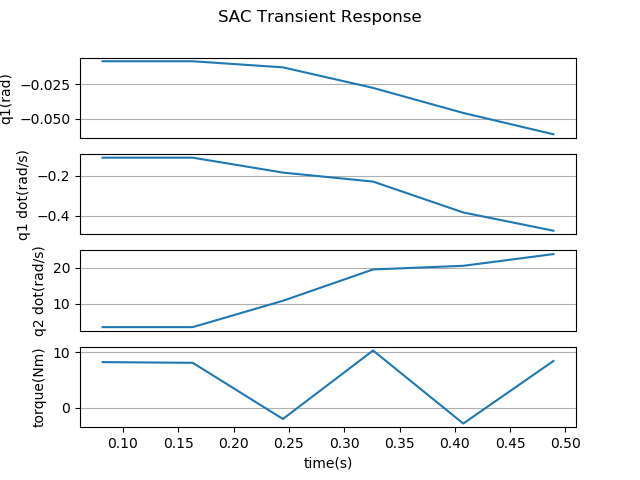 SAC Transient Response
q1(rad)
−0.025
−0.050
q1 dot(rad/s)
−0.2
−0.4
q2 dot(rad/s)
20
10
torque(Nm)
10
0
0.10 0.15 0.20 0.25 0.30 0.35 0.40 0.45 0.50
time(s)